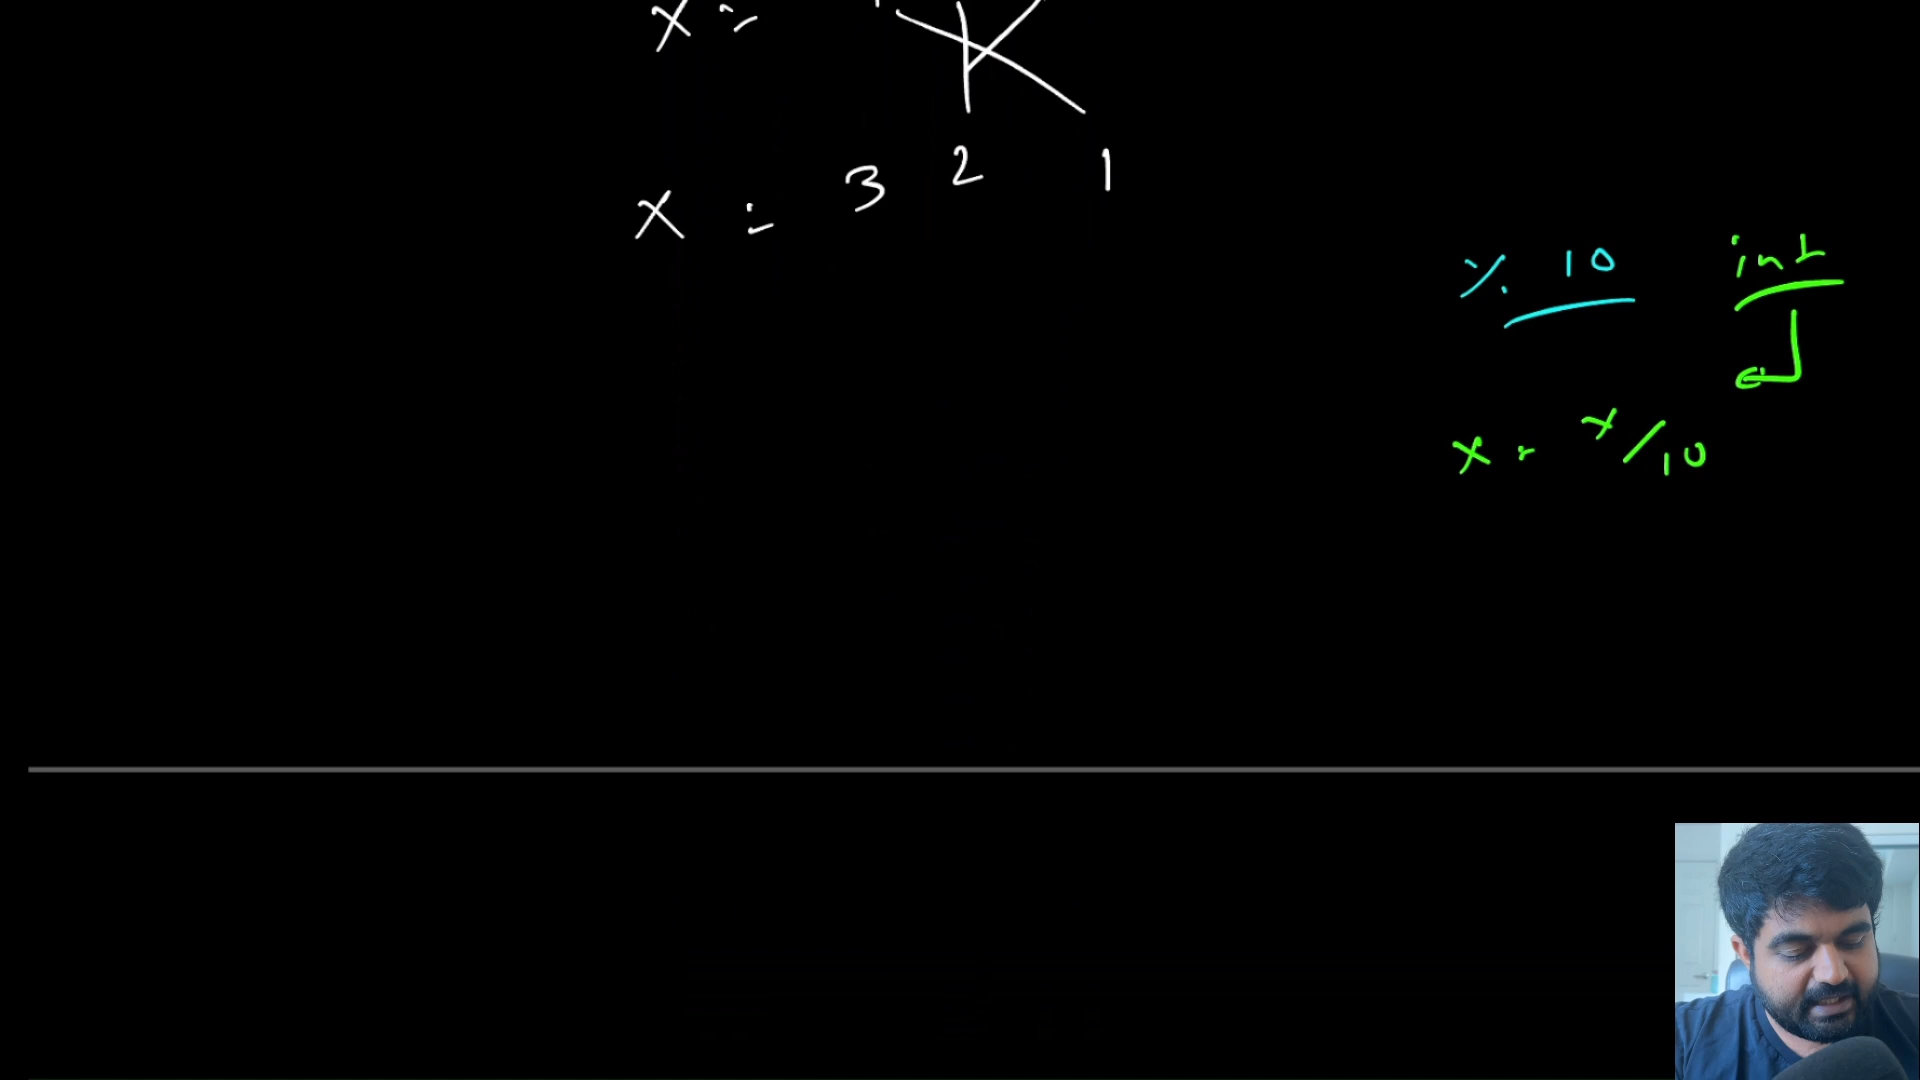 x =
x = 3 2 1
% 10 int
x = x/10